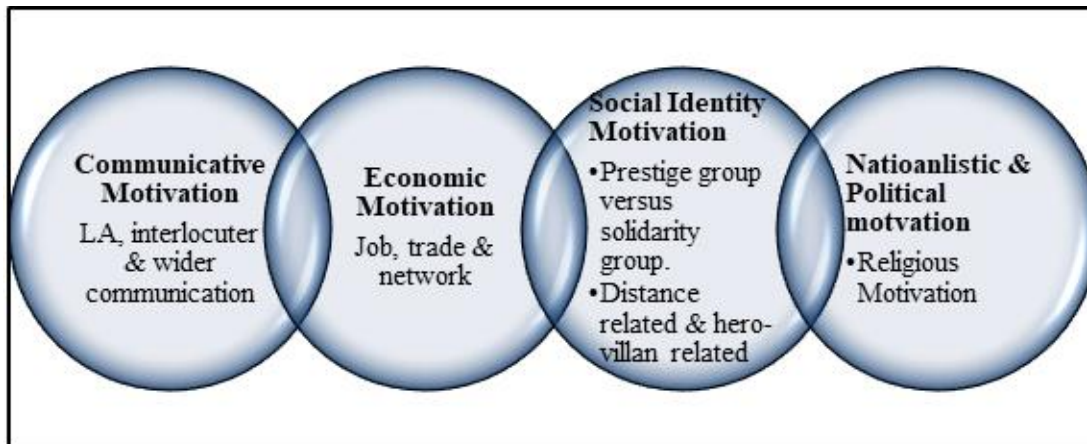 Communicative
Motivation
LA, interlocuter
& wider
communication
Economic
Motivation
Job, trade &
network
Social Identity
Motivation
•Prestige group
versus
solidarity
group.
•Distance
related & hero-
villan related
Natioanlistic &
Political
motvation
•Religious
Motivation